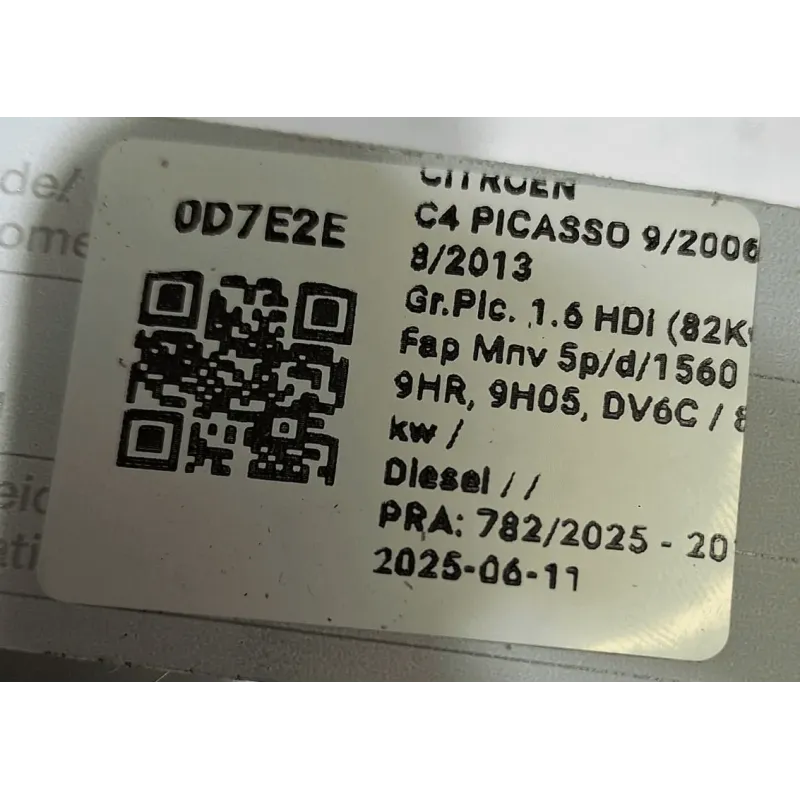 0D7E2E
CITROEN
C4 PICASSO 9/2006
8/2013
Gr.Pic. 1.6 HDi (82K
Fap Mnv 5p/d/1560
9HR, 9H05, DV6C / 8
kw /
Diesel / /
PRA: 782/2025 - 20
2025-06-11